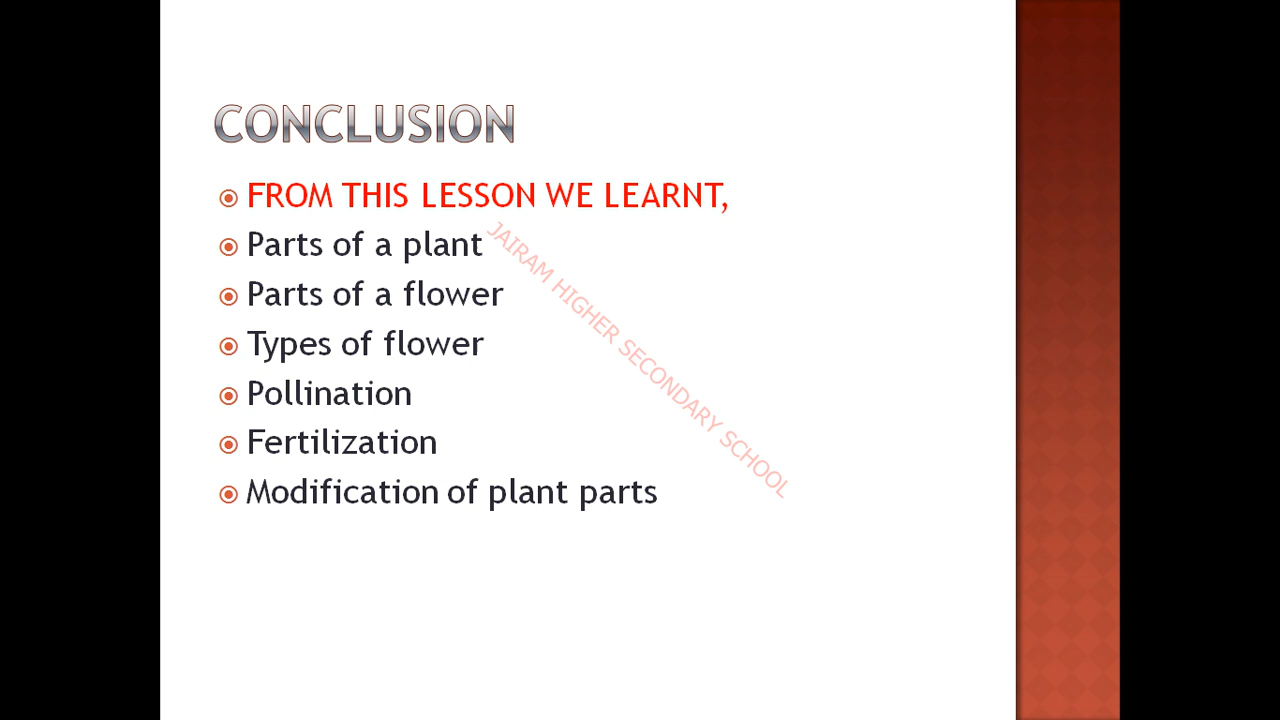 CONCLUSION
FROM THIS LESSON WE LEARNT,
Parts of a plant
Parts of a flower
Types of flower
Pollination
Fertilization
Modification of plant parts
JAIRAM HIGHER SECONDARY SCHOOL